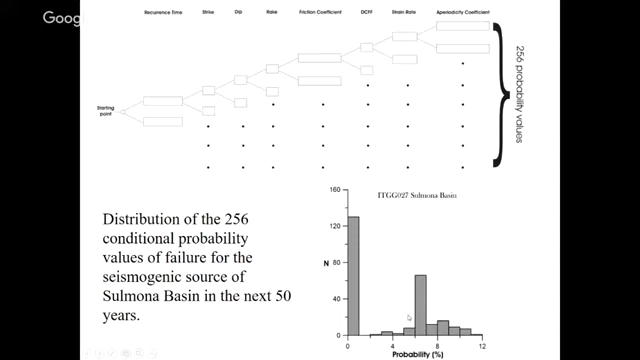 Goog
Recurrence Time Strike Dip Rake Friction Coefficient DCFF Strain Rate Aperiodicity Coefficient
Starting
point
256 probability values
Distribution of the 256
conditional probability
values of failure for the
seismogenic source of
Sulmona Basin in the next 50
years.
ITGG027 Sulmona Basin
160
120
N 80
40
0
0 4 8 12
Probability (%)